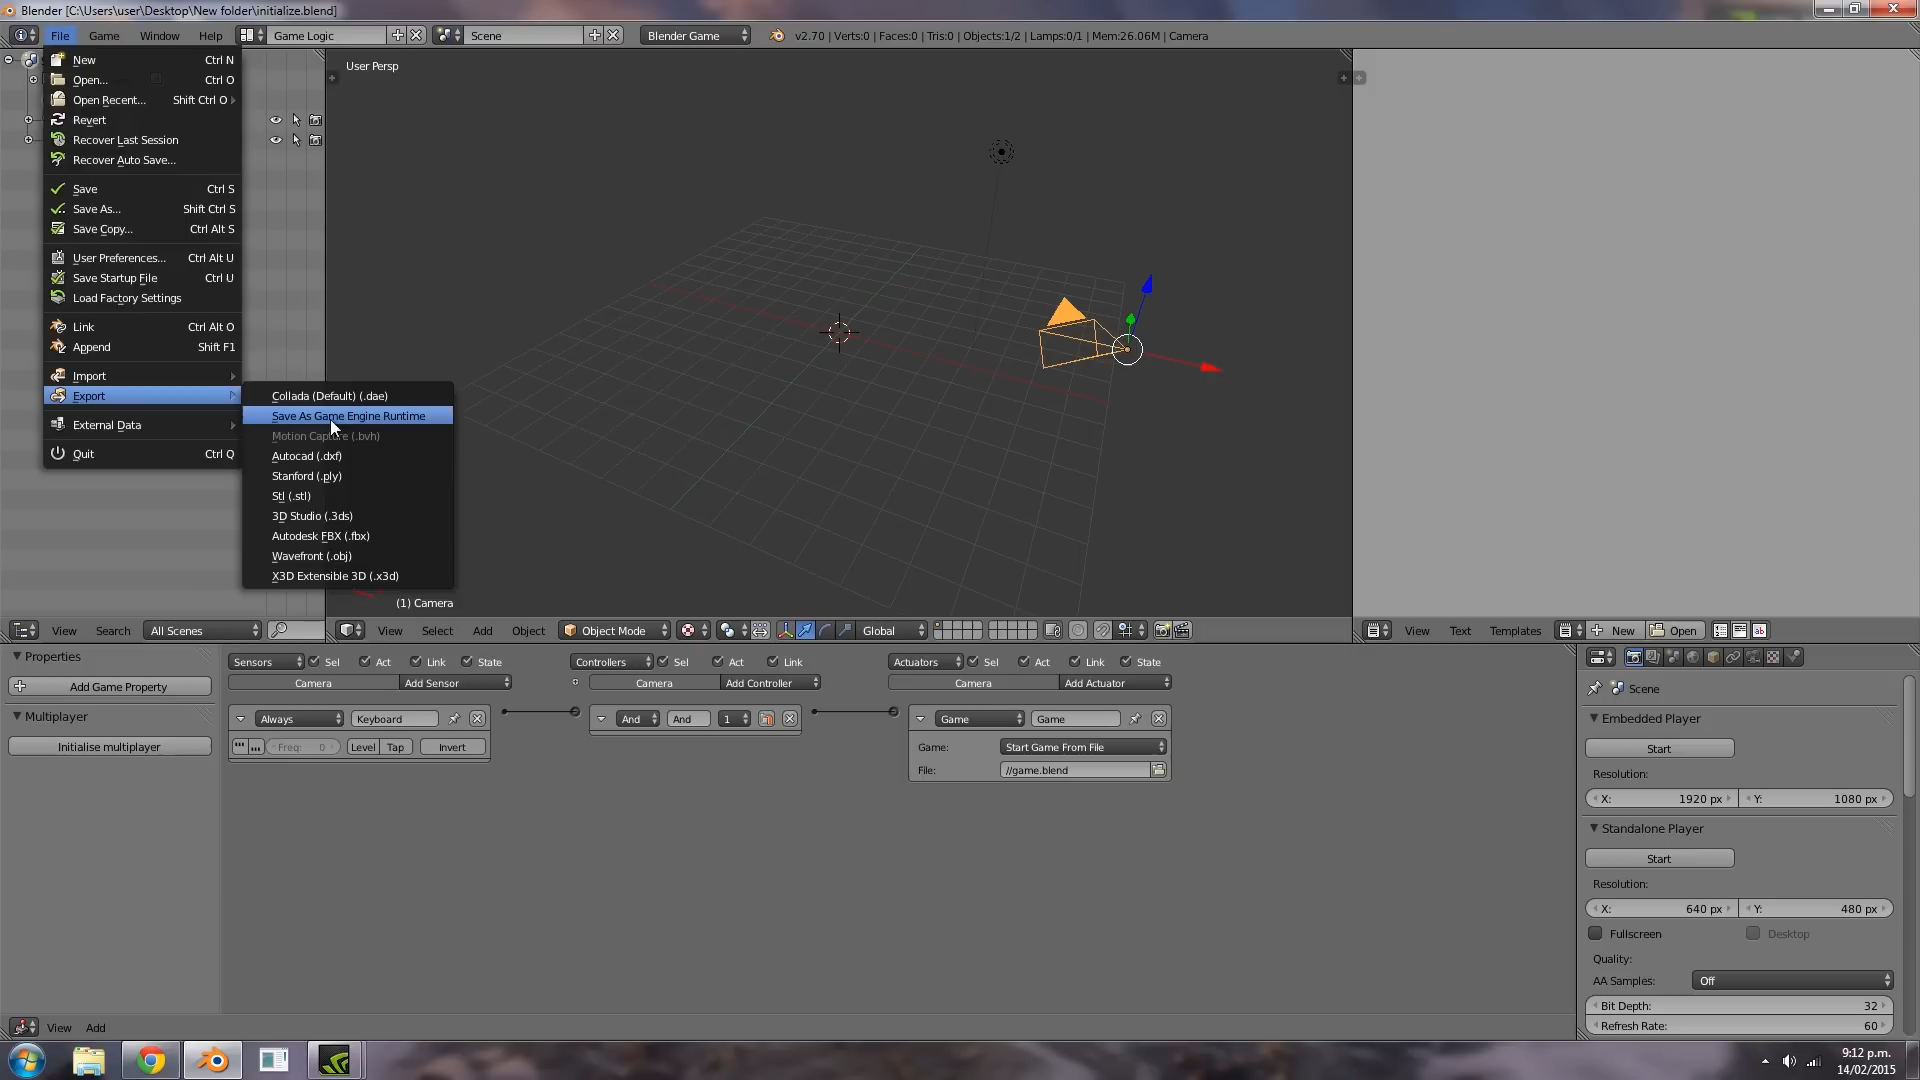 Blender [C:\Users\user\Desktop\New folder\initialize.blend]
File Game Window Help Game Logic Scene Blender Game v2.70 | Verts:0 | Faces:0 | Tris:0 | Objects:1/2 | Lamps:0/1 | Mem:26.06M | Camera
New Ctrl N
Open... Ctrl O
Open Recent... Shift Ctrl O
Revert
Recover Last Session
Recover Auto Save...
Save Ctrl S
Save As... Shift Ctrl S
Save Copy... Ctrl Alt S
User Preferences... Ctrl Alt U
Save Startup File Ctrl U
Load Factory Settings
Link Ctrl Alt O
Append Shift F1
Import
Export
External Data
Quit Ctrl Q
Collada (Default) (.dae)
Save As Game Engine Runtime
Motion Capture (.bvh)
Autocad (.dxf)
Stanford (.ply)
Stl (.stl)
3D Studio (.3ds)
Autodesk FBX (.fbx)
Wavefront (.obj)
X3D Extensible 3D (.x3d)
User Persp
(1) Camera
View Search All Scenes
View Select Add Object Object Mode Global
View Text Templates New Open ab
Properties
Add Game Property
Multiplayer
Initialise multiplayer
Sensors Sel Act Link State
Camera Add Sensor
Always Keyboard
Freq: 0 Level Tap Invert
Controllers Sel Act Link
Camera Add Controller
And And 1
Actuators Sel Act Link State
Camera Add Actuator
Game Game
Game: Start Game From File
File: //game.blend
Scene
Embedded Player
Start
Resolution:
X: 1920 px Y: 1080 px
Standalone Player
Start
Resolution:
X: 640 px Y: 480 px
Fullscreen Desktop
Quality:
AA Samples: Off
Bit Depth: 32
Refresh Rate: 60
View Add
9:12 p.m.
14/02/2015